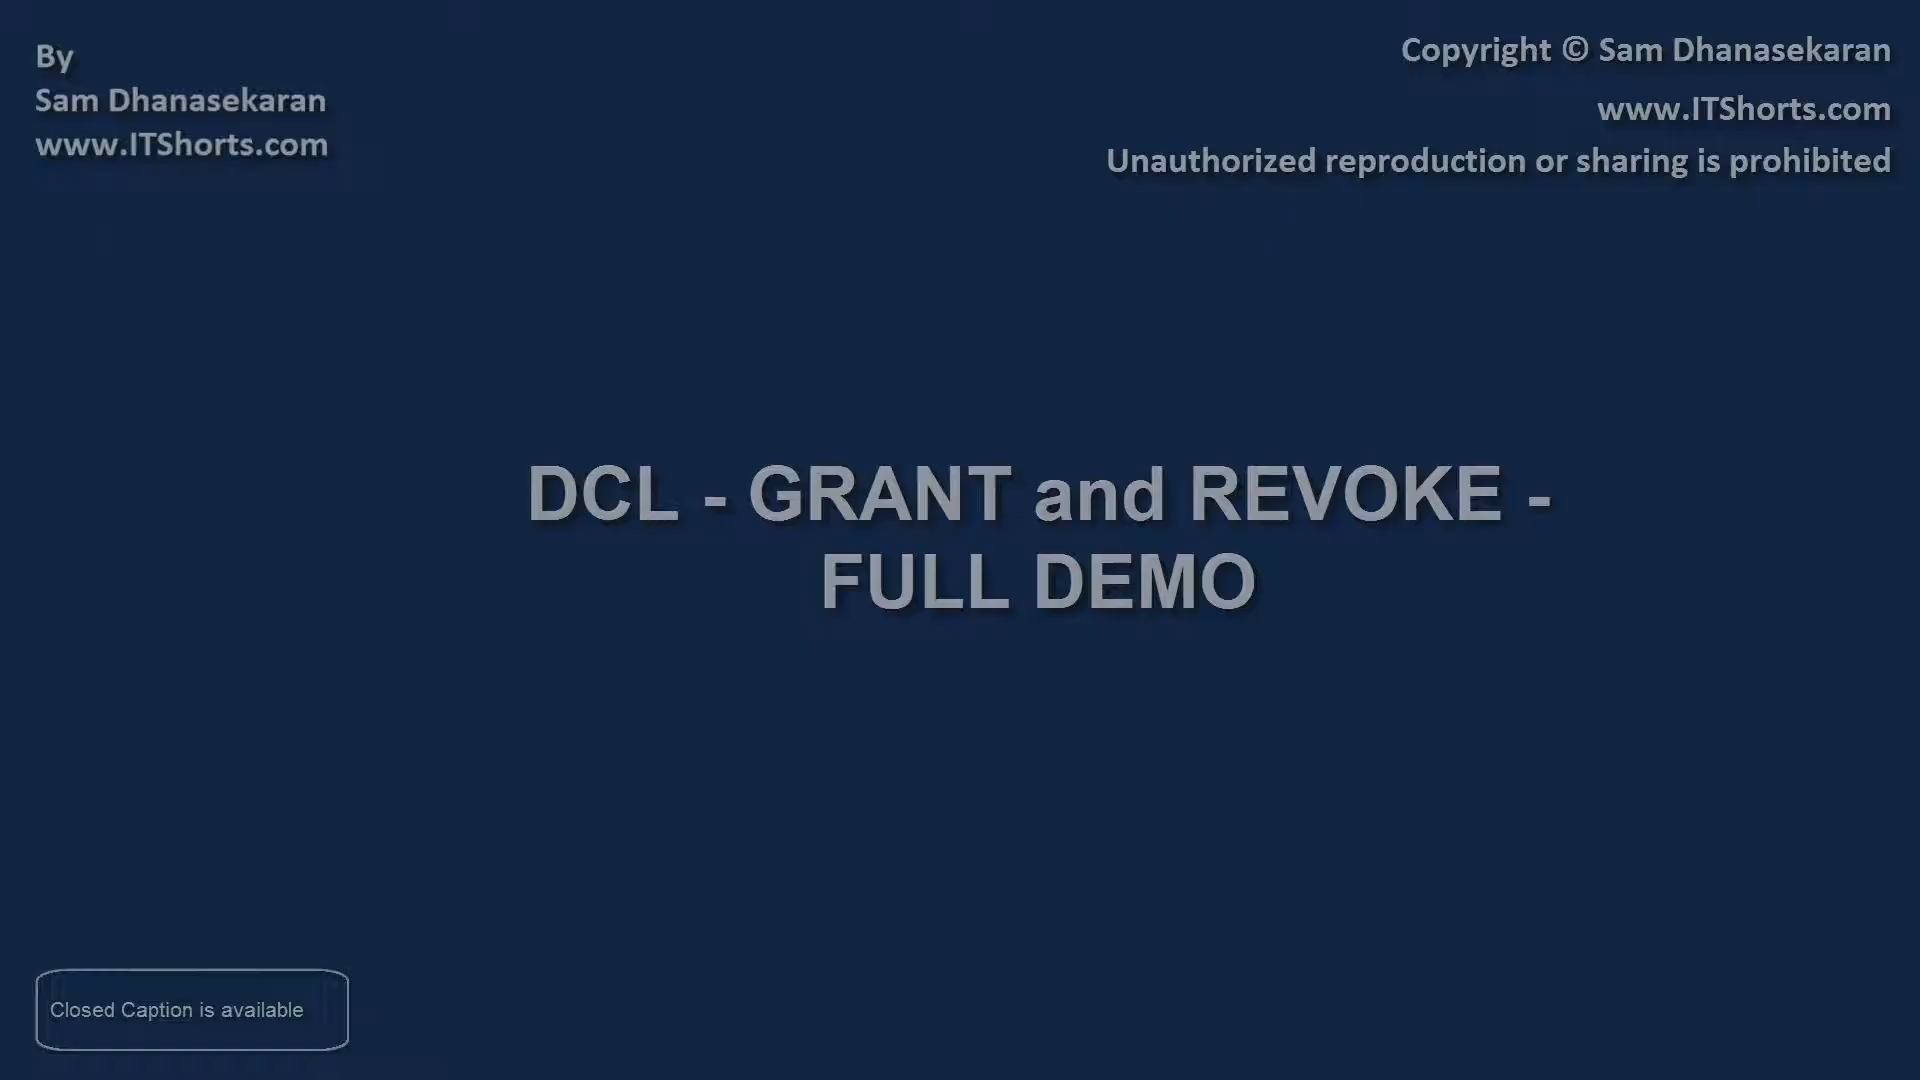 By
Sam Dhanasekaran
www.ITShorts.com
Copyright © Sam Dhanasekaran
www.ITShorts.com
Unauthorized reproduction or sharing is prohibited
DCL - GRANT and REVOKE -
FULL DEMO
Closed Caption is available